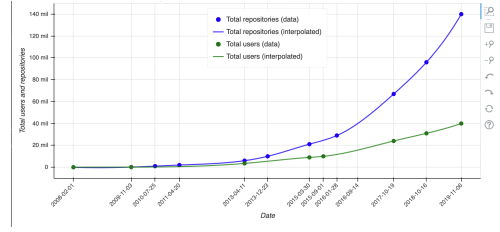 Total repositories (data)
Total repositories (interpolated)
Total users (data)
Total users (interpolated)
Total users and repositories
140 mil
120 mil
100 mil
80 mil
60 mil
40 mil
20 mil
0
2008-02-01
2009-11-03
2010-07-25
2011-04-20
2013-04-11
2013-12-23
2015-03-30
2015-09-01
2016-01-28
2016-09-14
2017-10-19
2018-10-16
2019-11-06
Date